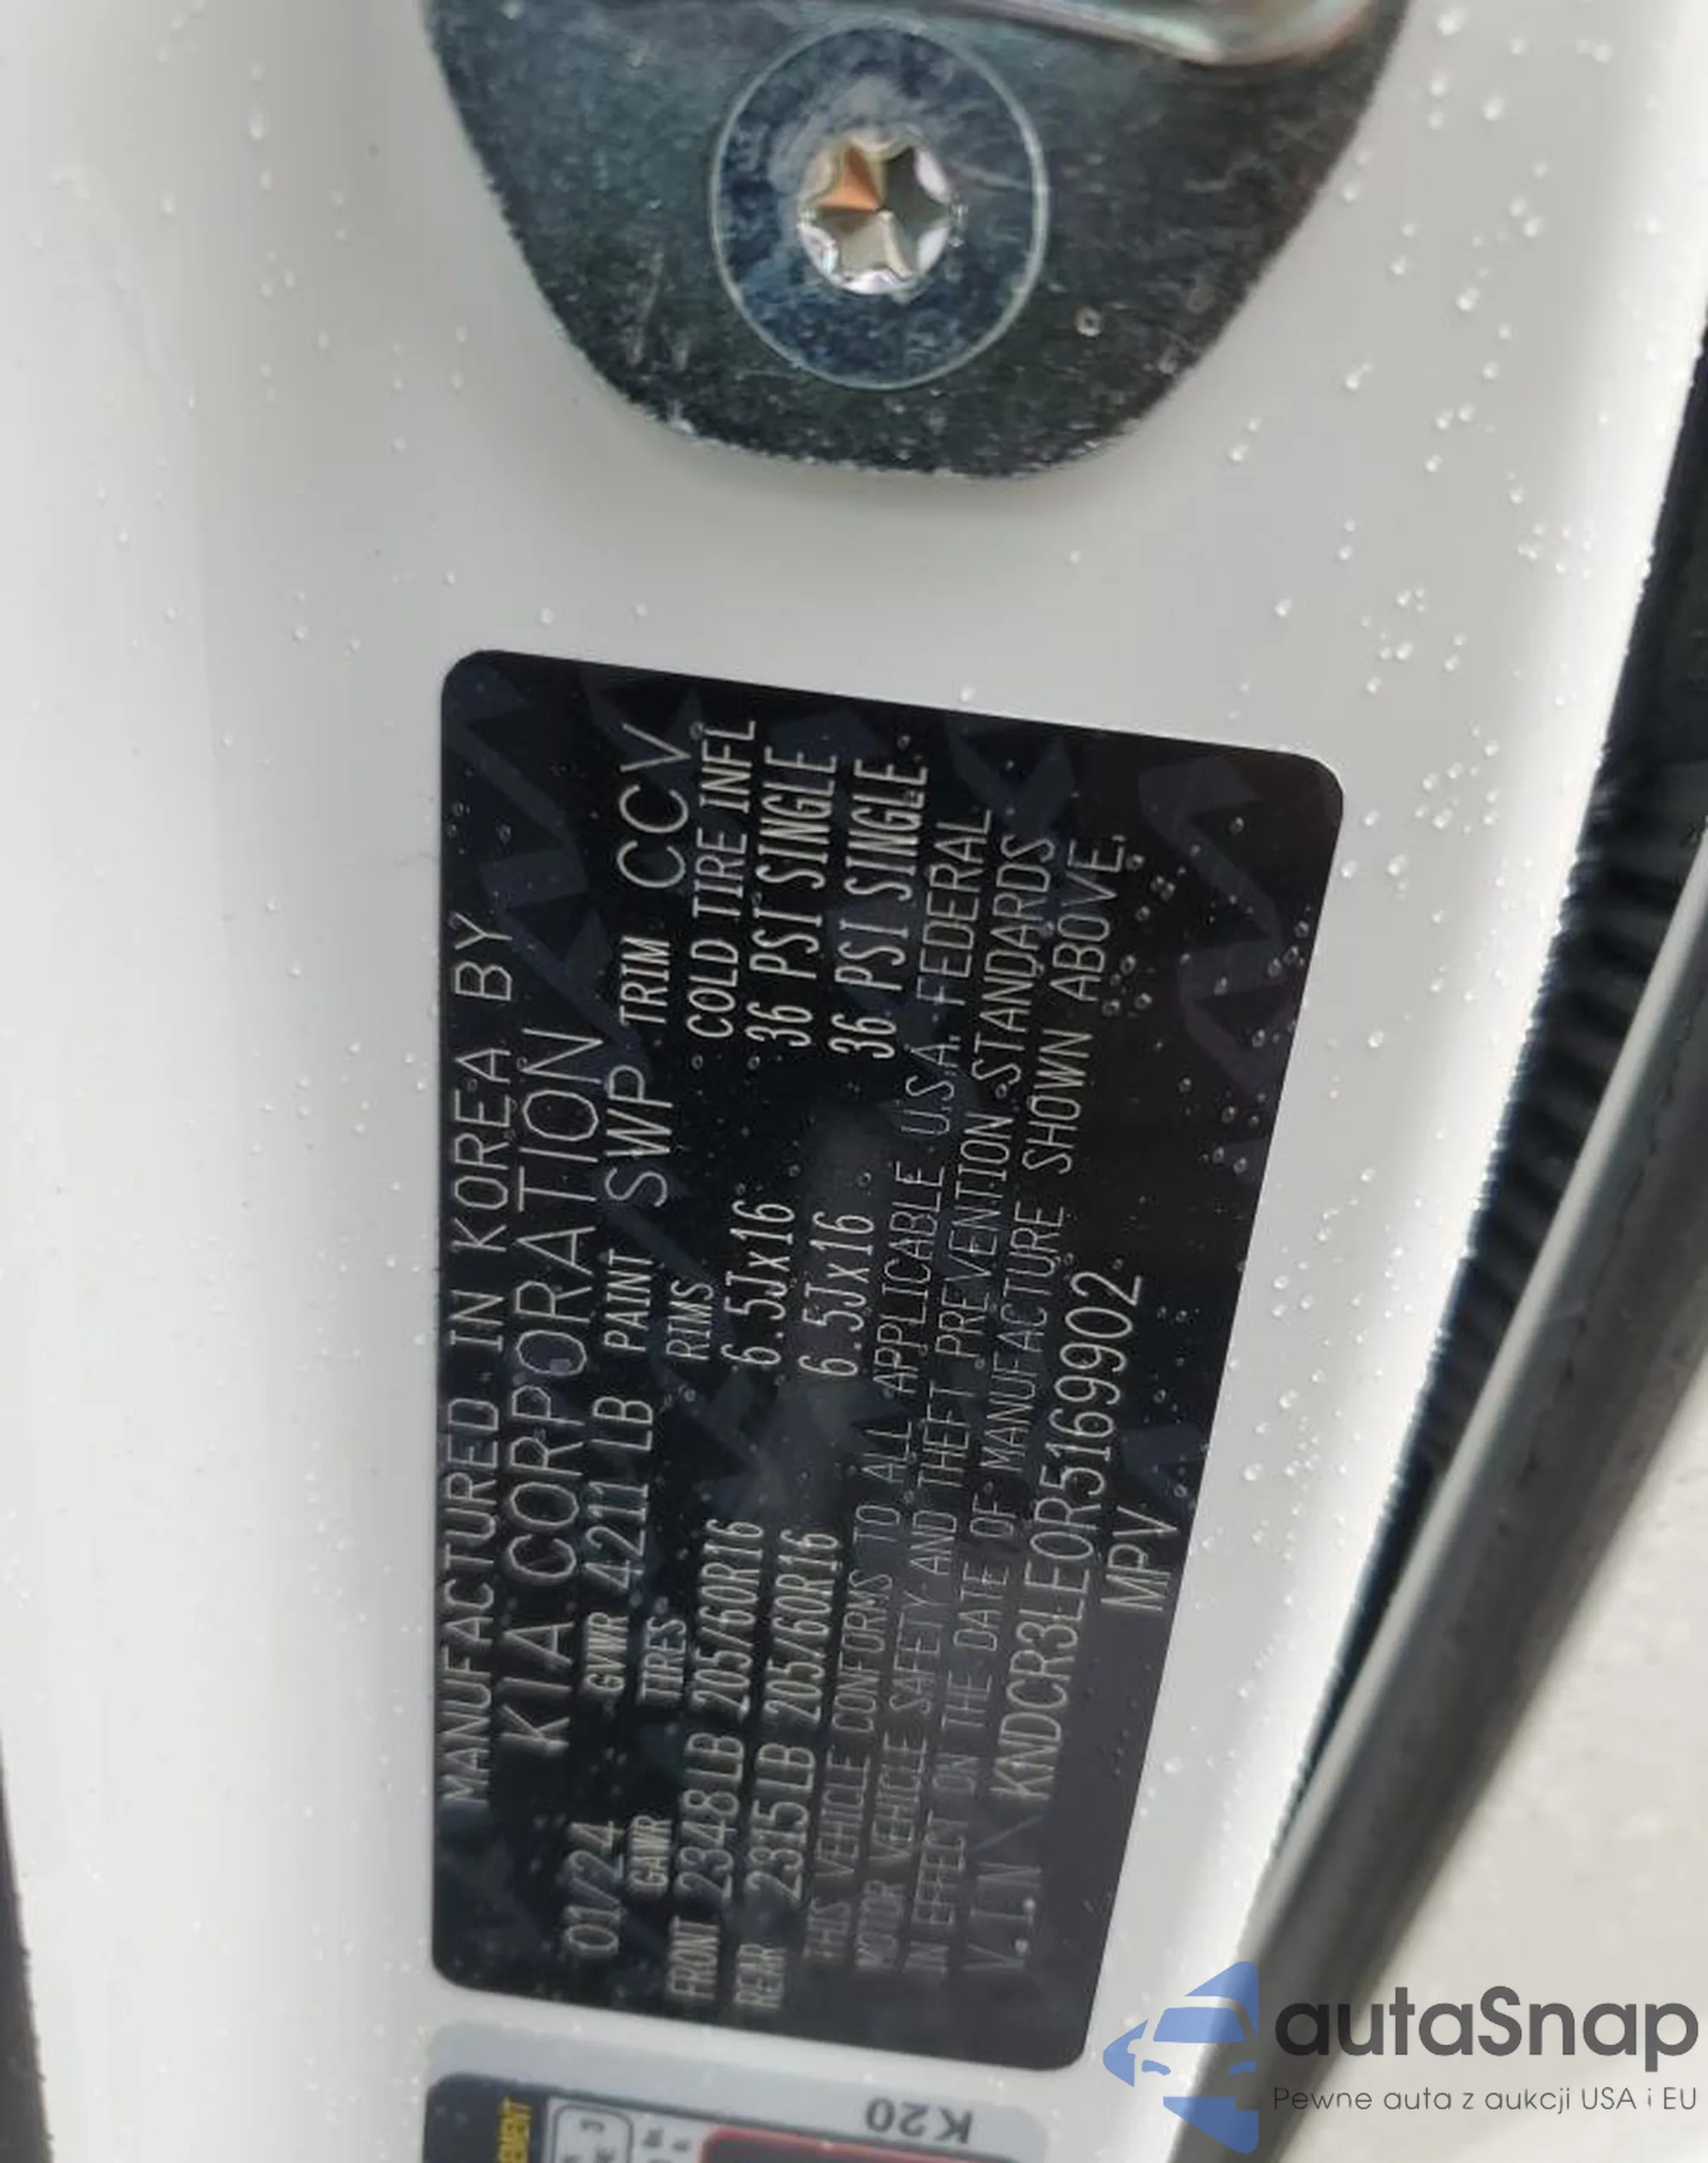 MANUFACTURED IN KOREA BY
KIA CORPORATION
01/24 GVWR 4211 LB PAINT SWP TRIM CCV
GAWR TIRES RIMS COLD TIRE INFL
FRONT 2348LB 205/60R16 6.5Jx16 36 PSI SINGLE
REAR 2315LB 205/60R16 6.5Jx16 36 PSI SINGLE
THIS VEHICLE CONFORMS TO ALL APPLICABLE U.S.A. FEDERAL
MOTOR VEHICLE SAFETY AND THEFT PREVENTION STANDARDS
IN EFFECT ON THE DATE OF MANUFACTURE SHOWN ABOVE.
V.I.N KNDCR3LE0R5169902
MPV
K20
autaSnap
Pewne auta z aukcji USA i EU